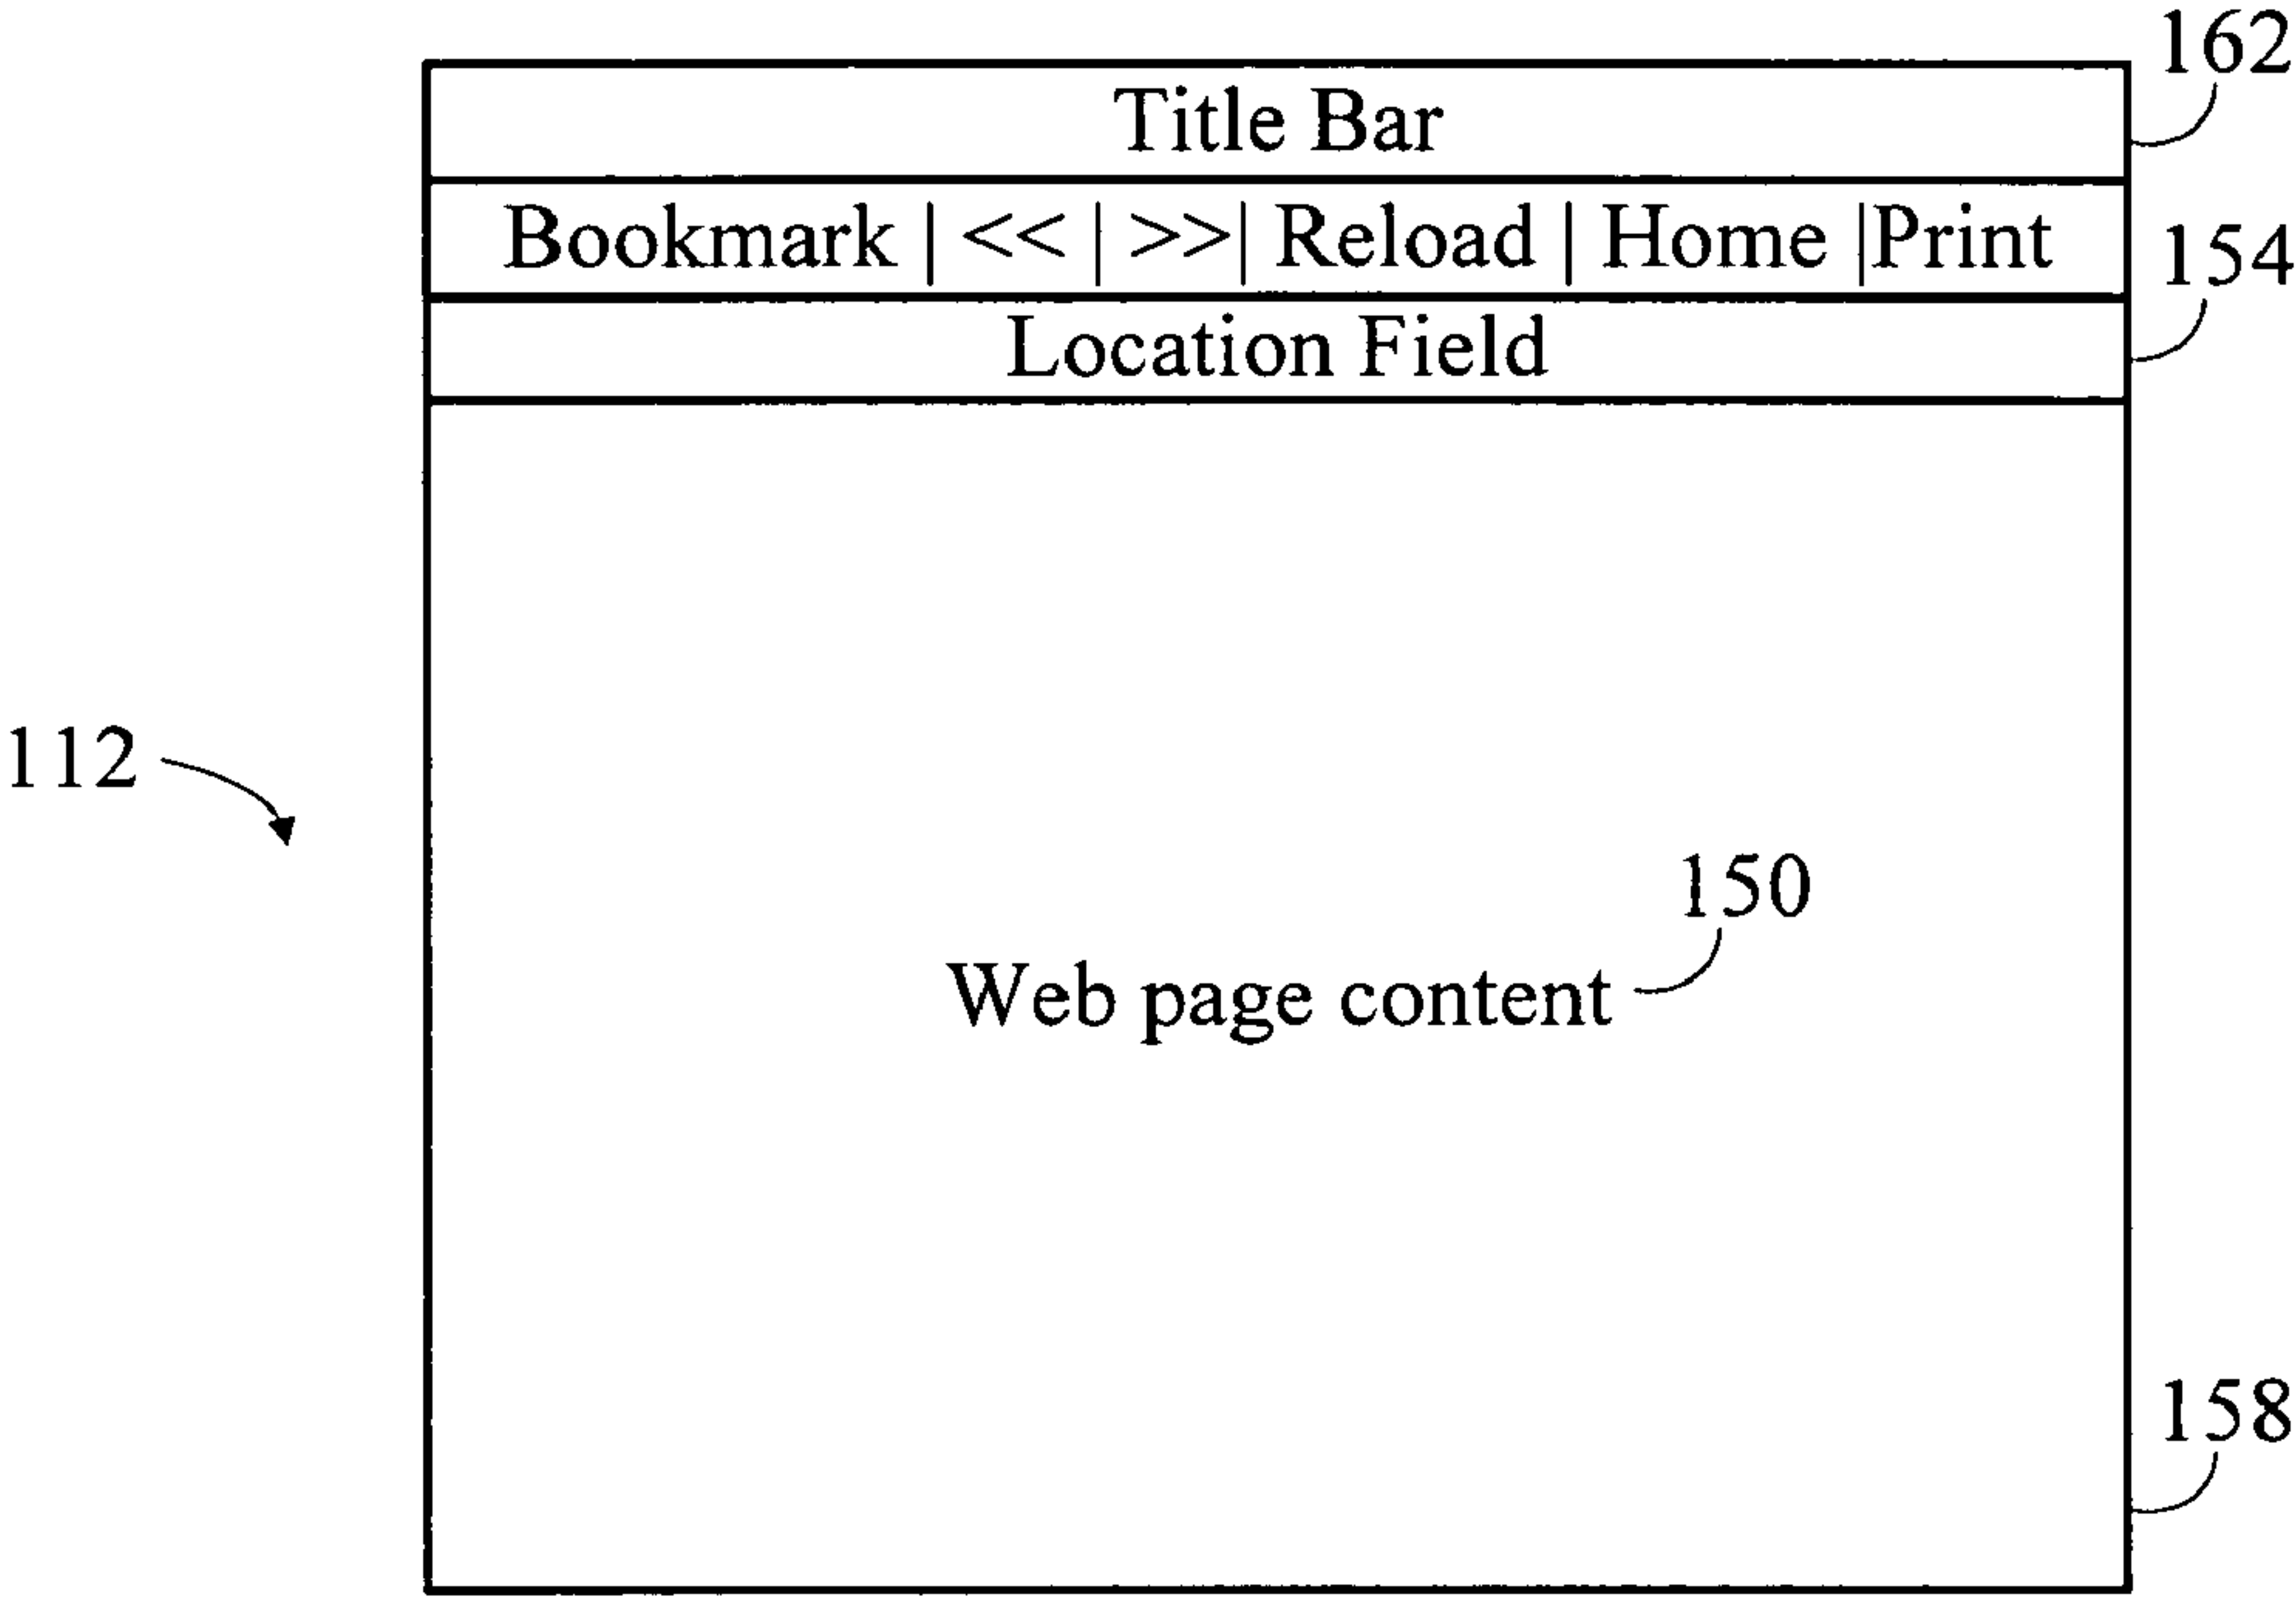 162
Title Bar
Bookmark | << | >>| Reload | Home |Print
154
Location Field
112
150
Web page content
158